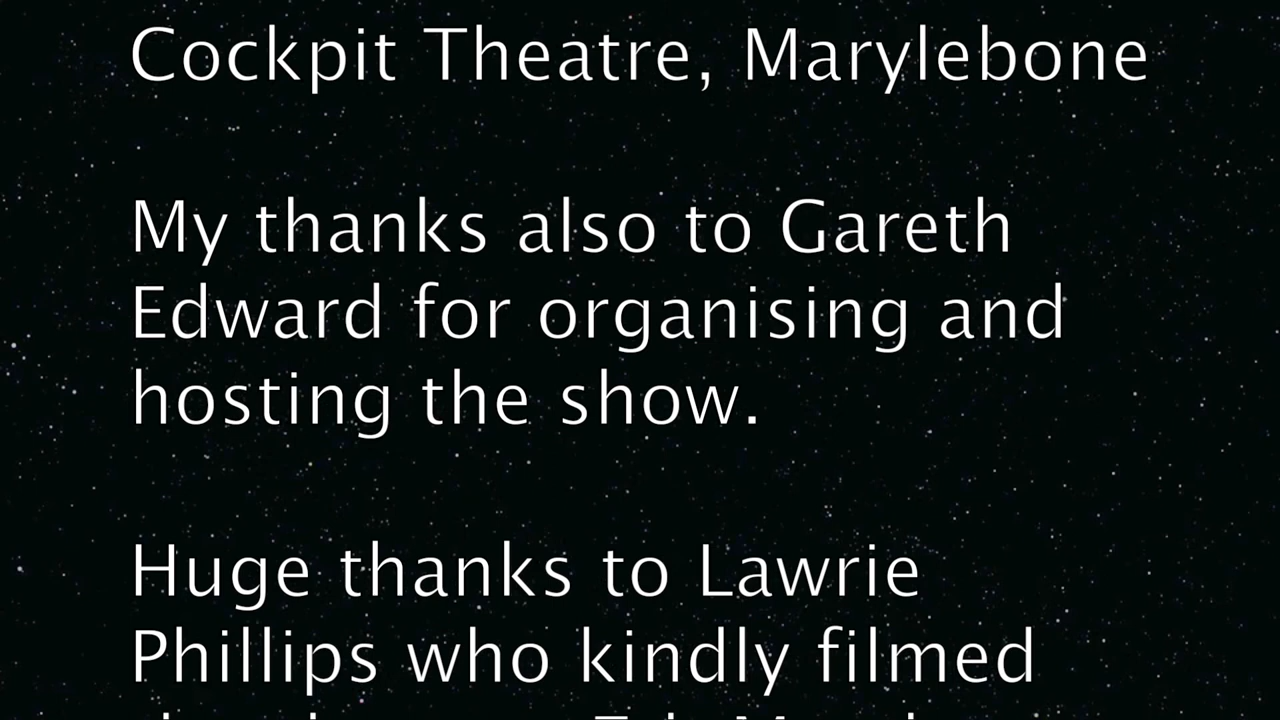 Cockpit Theatre, Marylebone
My thanks also to Gareth
Edward for organising and
hosting the show.
Huge thanks to Lawrie
Phillips who kindly filmed